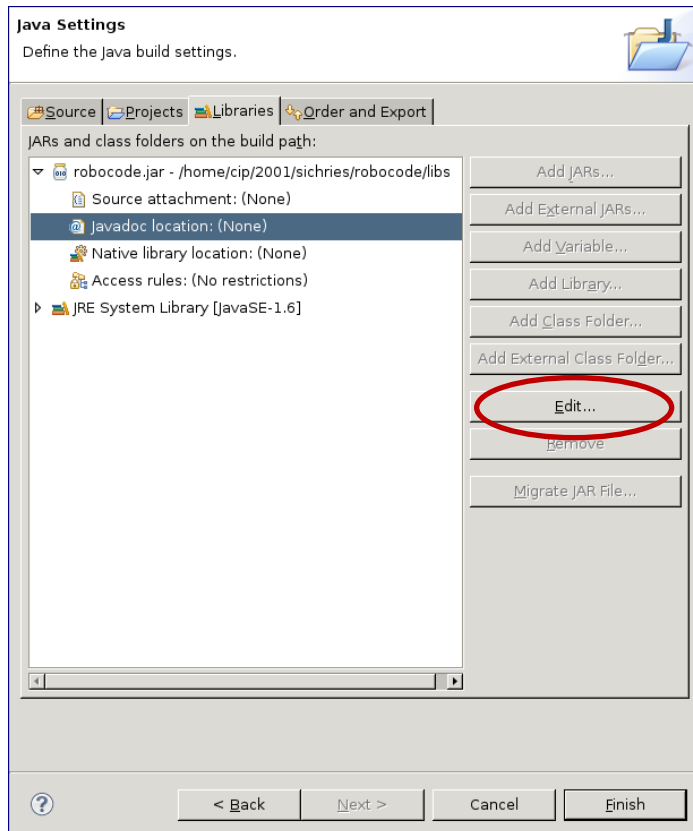 Java Settings
Define the Java build settings.
Source Projects Libraries Order and Export
JARs and class folders on the build path:
robocode.jar - /home/cip/2001/sichries/robocode/libs
Source attachment: (None)
Javadoc location: (None)
Native library location: (None)
Access rules: (No restrictions)
JRE System Library [JavaSE-1.6]
Add JARs...
Add External JARs...
Add Variable...
Add Library...
Add Class Folder...
Add External Class Folder...
Edit...
Remove
Migrate JAR File...
? < Back Next > Cancel Finish